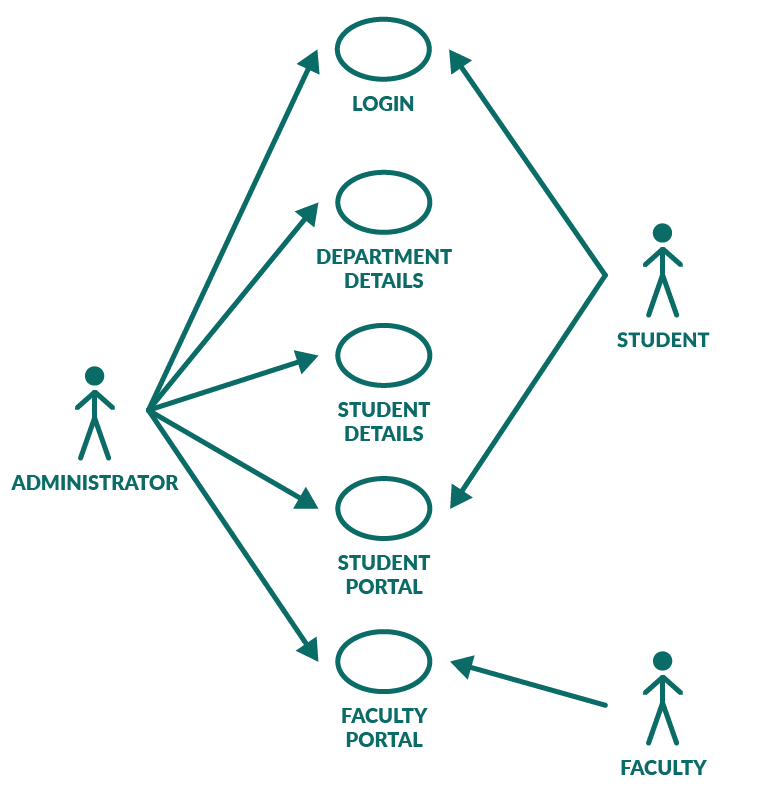 LOGIN
DEPARTMENT
DETAILS
STUDENT
STUDENT
DETAILS
ADMINISTRATOR
STUDENT
PORTAL
FACULTY
PORTAL
FACULTY